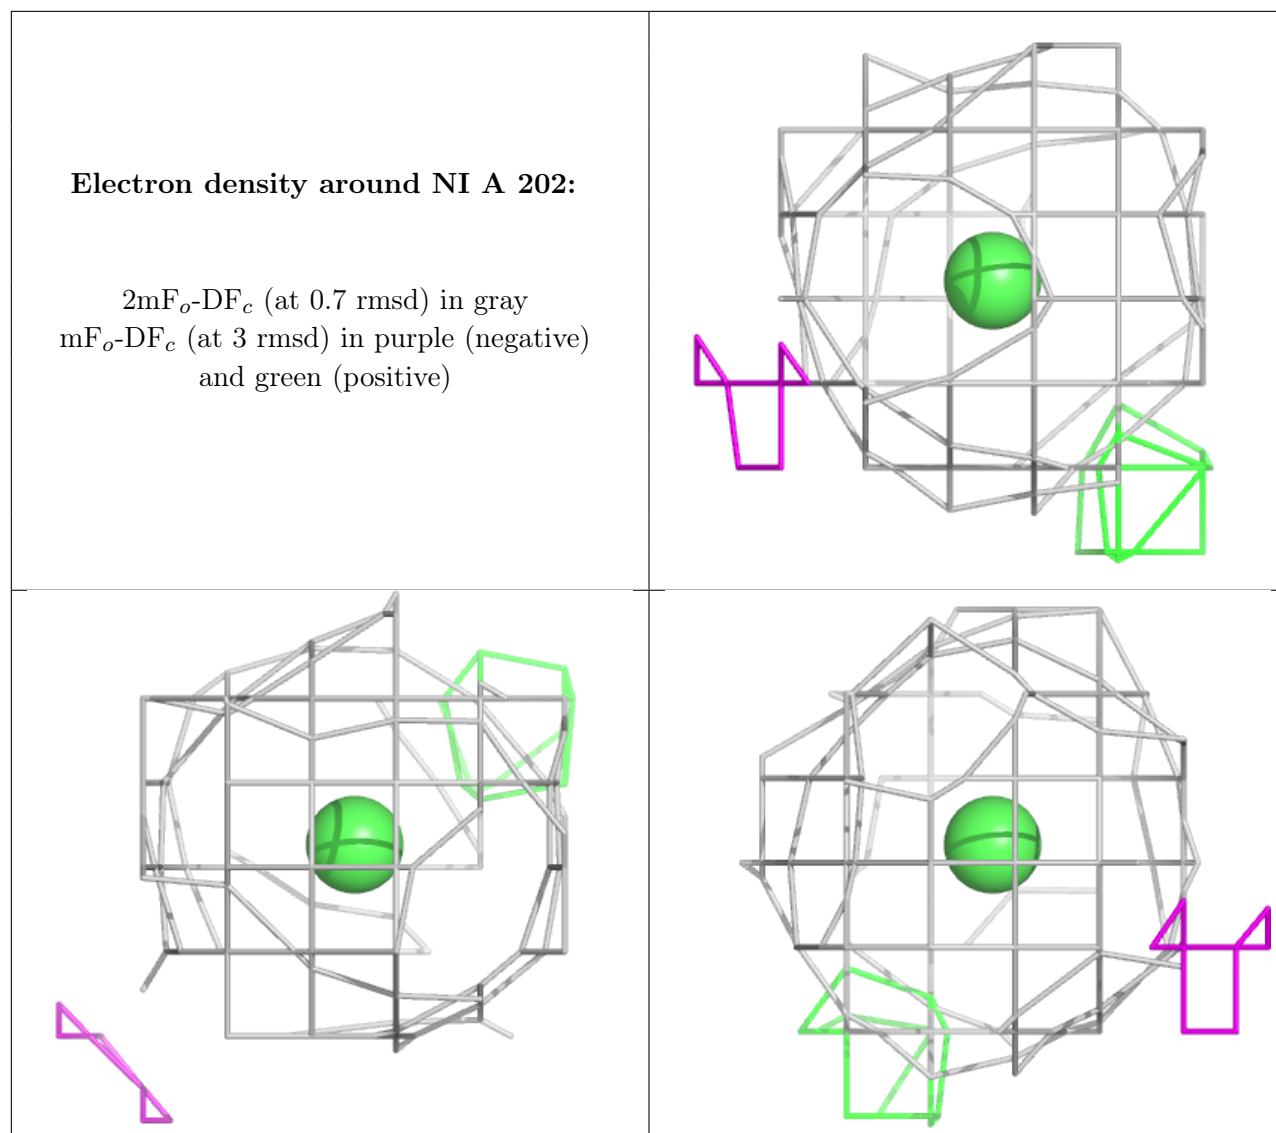 Electron density around NI A 202:
2mFo-DFc (at 0.7 rmsd) in gray
mFo-DFc (at 3 rmsd) in purple (negative)
and green (positive)